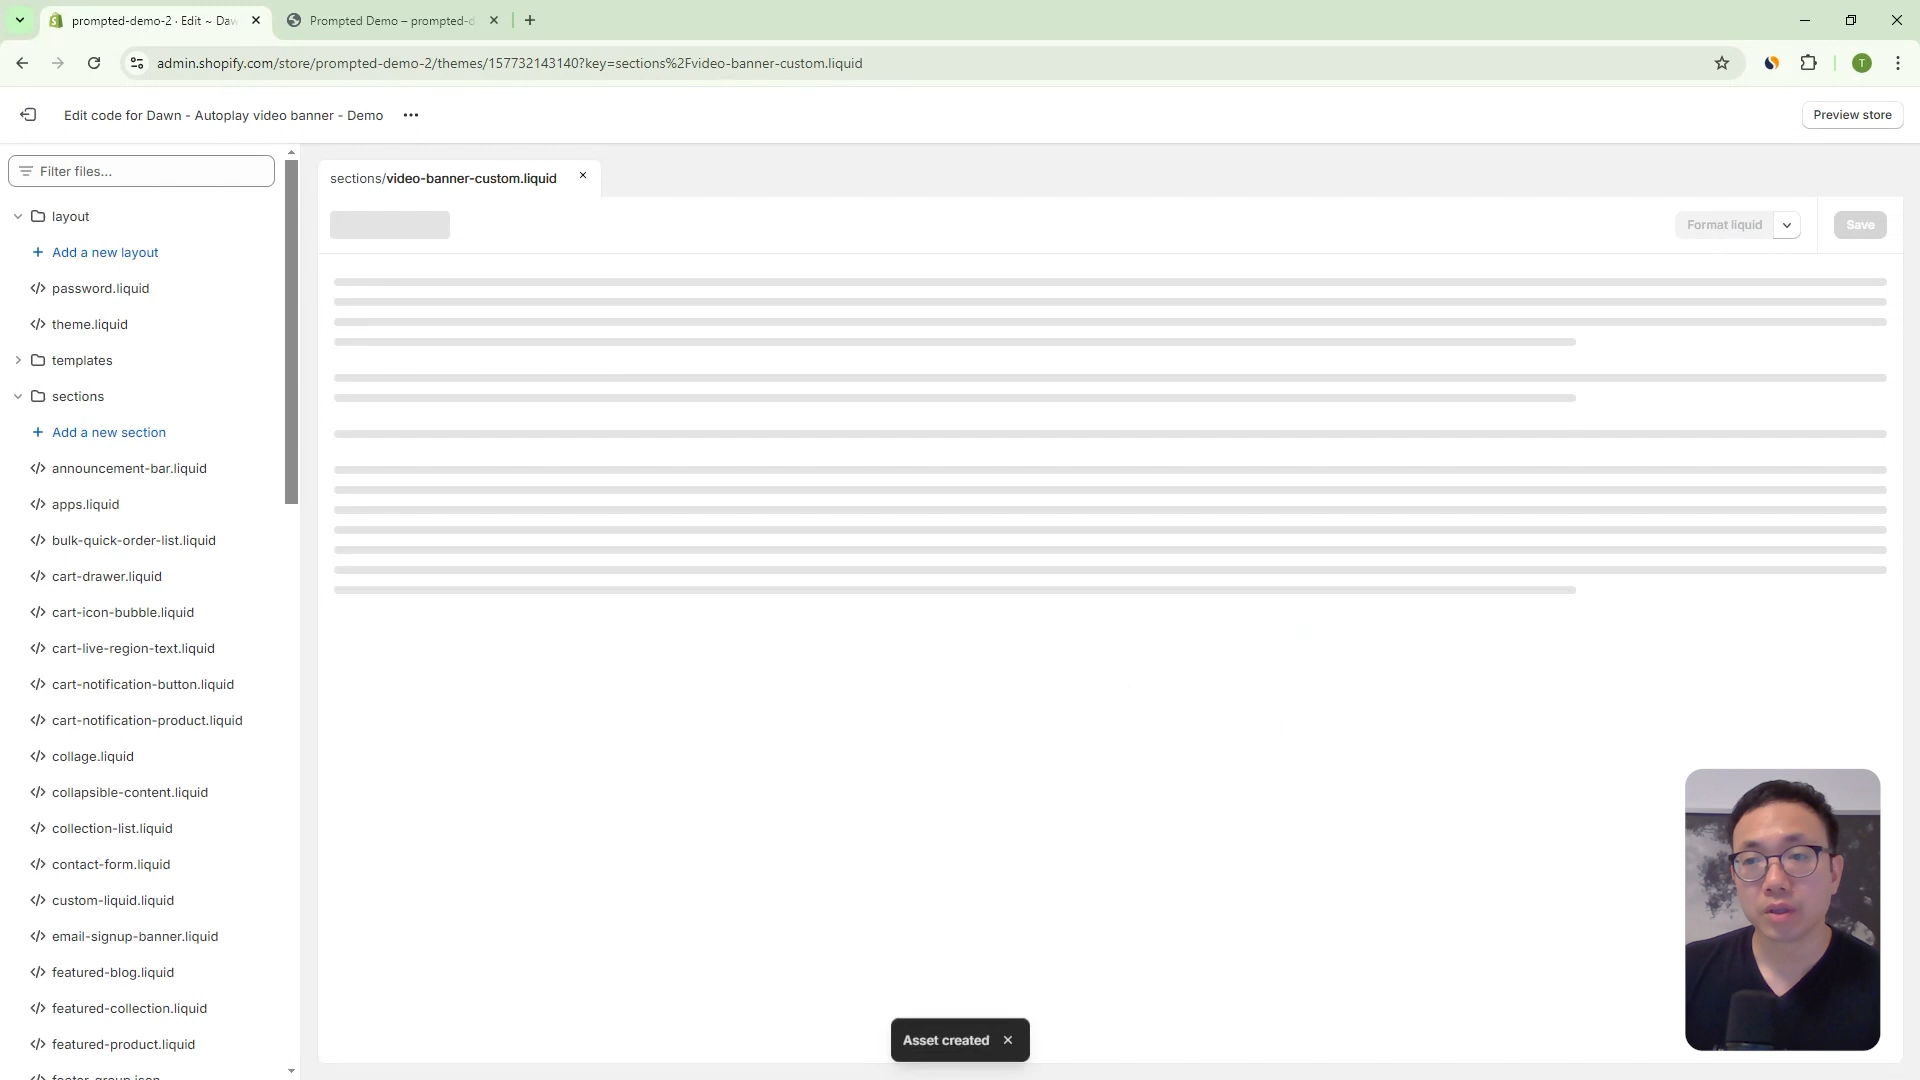 prompted-demo-2 · Edit ~ Daw
Prompted Demo – prompted-d
admin.shopify.com/store/prompted-demo-2/themes/157732143140?key=sections%2Fvideo-banner-custom.liquid
T
Edit code for Dawn - Autoplay video banner - Demo
Preview store
Filter files...
sections/video-banner-custom.liquid
Format liquid
Save
layout
Add a new layout
password.liquid
theme.liquid
templates
sections
Add a new section
announcement-bar.liquid
apps.liquid
bulk-quick-order-list.liquid
cart-drawer.liquid
cart-icon-bubble.liquid
cart-live-region-text.liquid
cart-notification-button.liquid
cart-notification-product.liquid
collage.liquid
collapsible-content.liquid
collection-list.liquid
contact-form.liquid
custom-liquid.liquid
email-signup-banner.liquid
featured-blog.liquid
featured-collection.liquid
featured-product.liquid
footer-group.json
Asset created